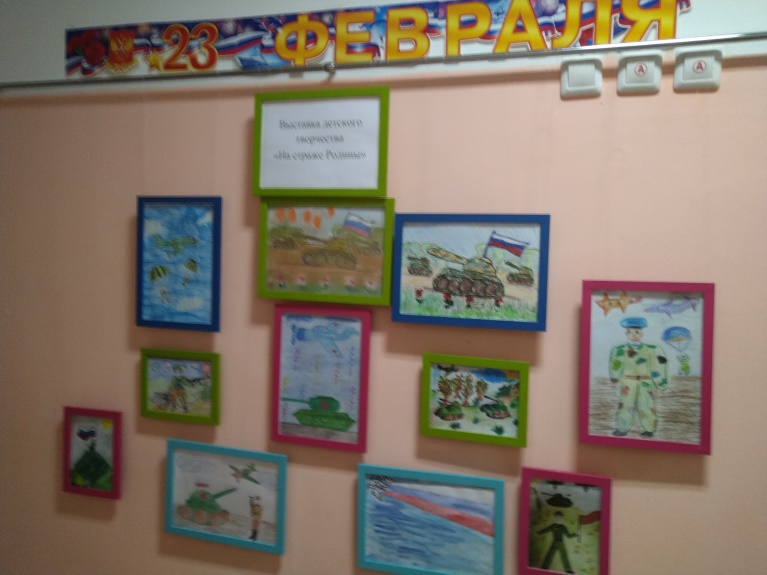 23 ФЕВРАЛЯ
А
А
Выставка детского
творчества
«На страже Родины»